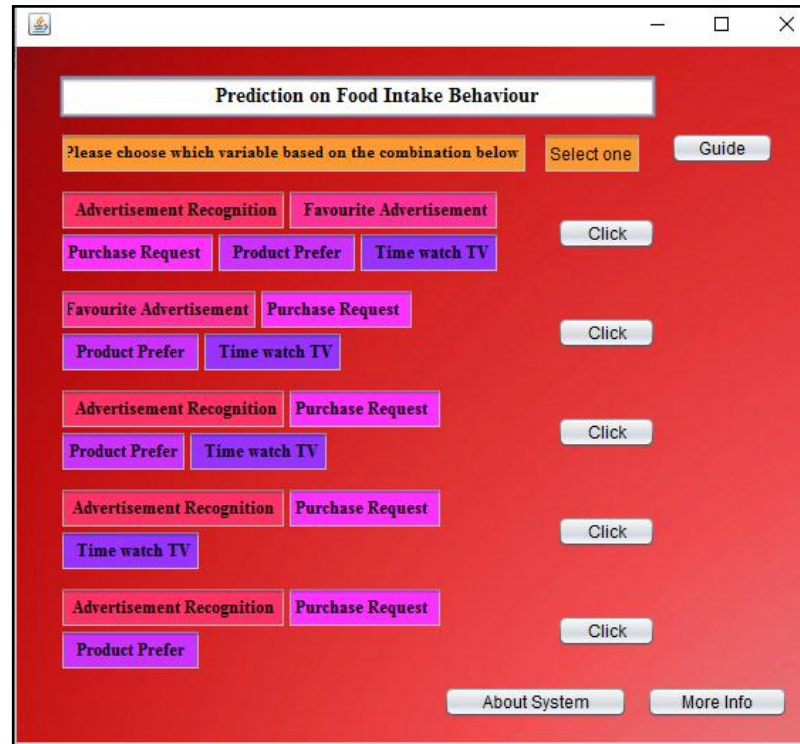 Prediction on Food Intake Behaviour
Please choose which variable based on the combination below Select one Guide
Advertisement Recognition Favourite Advertisement
Click
Purchase Request Product Prefer Time watch TV
Favourite Advertisement Purchase Request
Click
Product Prefer Time watch TV
Advertisement Recognition Purchase Request
Click
Product Prefer Time watch TV
Advertisement Recognition Purchase Request
Click
Time watch TV
Advertisement Recognition Purchase Request
Click
Product Prefer
About System More Info